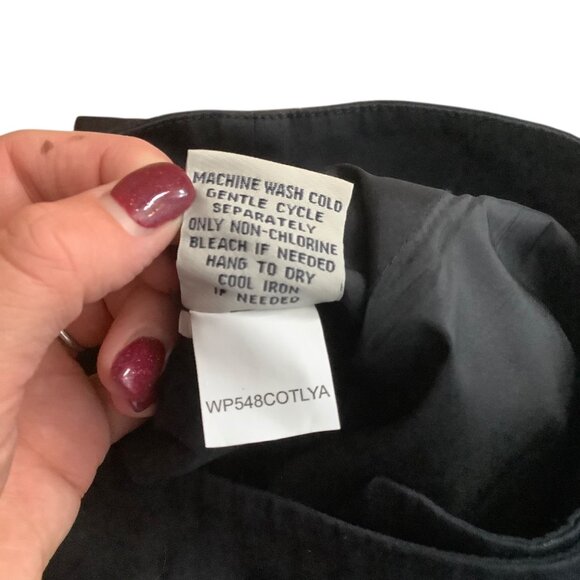 MACHINE WASH COLD
GENTLE CYCLE
SEPARATELY
ONLY NON-CHLORINE
BLEACH IF NEEDED
HANG TO DRY
COOL IRON
IF NEEDED
WP548COTLYA